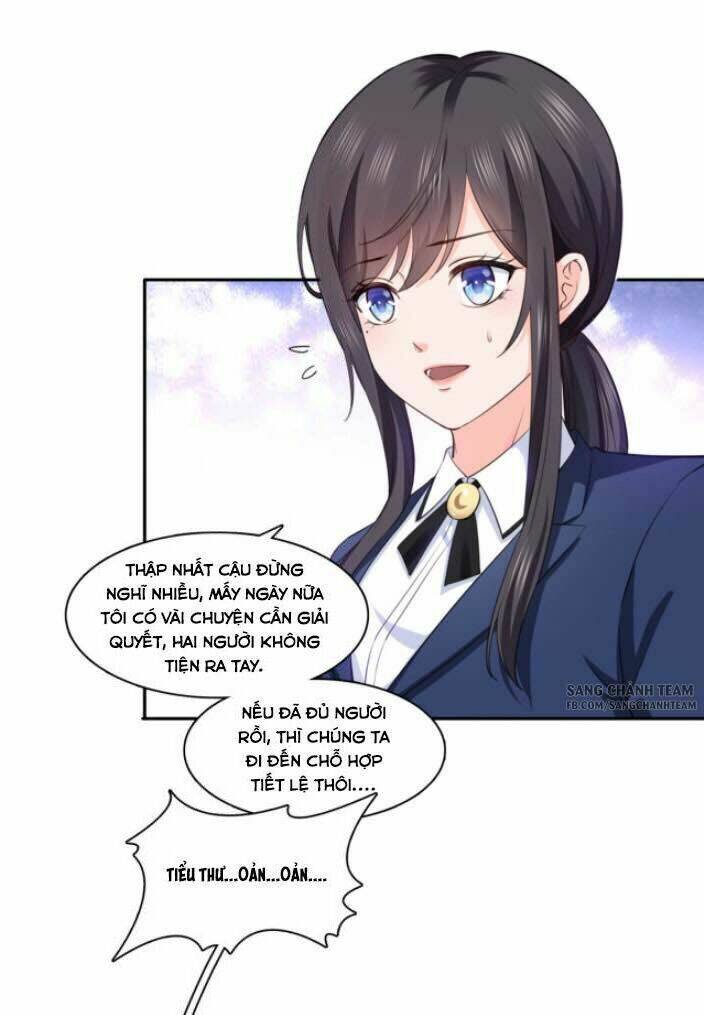 THẬP NHẤT CẬU ĐỪNG
NGHĨ NHIỀU, MẤY NGÀY NỮA
TÔI CÓ VÀI CHUYỆN CẦN GIẢI
QUYẾT, HAI NGƯỜI KHÔNG
TIỆN RA TAY.
SANG CHẢNH TEAM
FB.COM/SANGCHANHTEAM
NẾU ĐÃ ĐỦ NGƯỜI
RỒI, THÌ CHÚNG TA
ĐI ĐẾN CHỖ HỢP
TIẾT LỆ THÔI....
TIỂU THƯ...OẢN...OẢN....